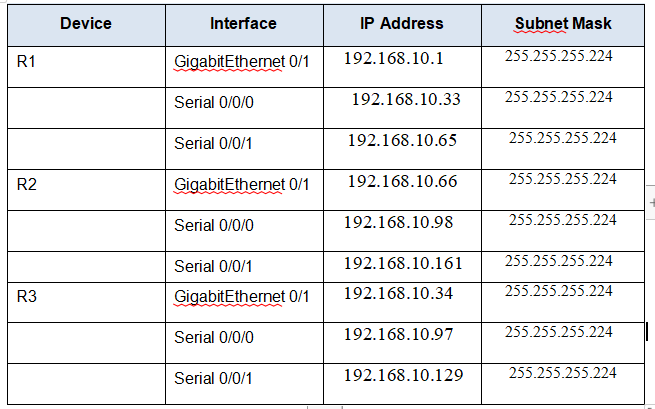 Device Interface IP Address Subnet Mask
R1 GigabitEthernet 0/1 192.168.10.1 255.255.255.224
Serial 0/0/0 192.168.10.33 255.255.255.224
Serial 0/0/1 192.168.10.65 255.255.255.224
R2 GigabitEthernet 0/1 192.168.10.66 255.255.255.224
Serial 0/0/0 192.168.10.98 255.255.255.224
Serial 0/0/1 192.168.10.161 255.255.255.224
R3 GigabitEthernet 0/1 192.168.10.34 255.255.255.224
Serial 0/0/0 192.168.10.97 255.255.255.224
Serial 0/0/1 192.168.10.129 255.255.255.224